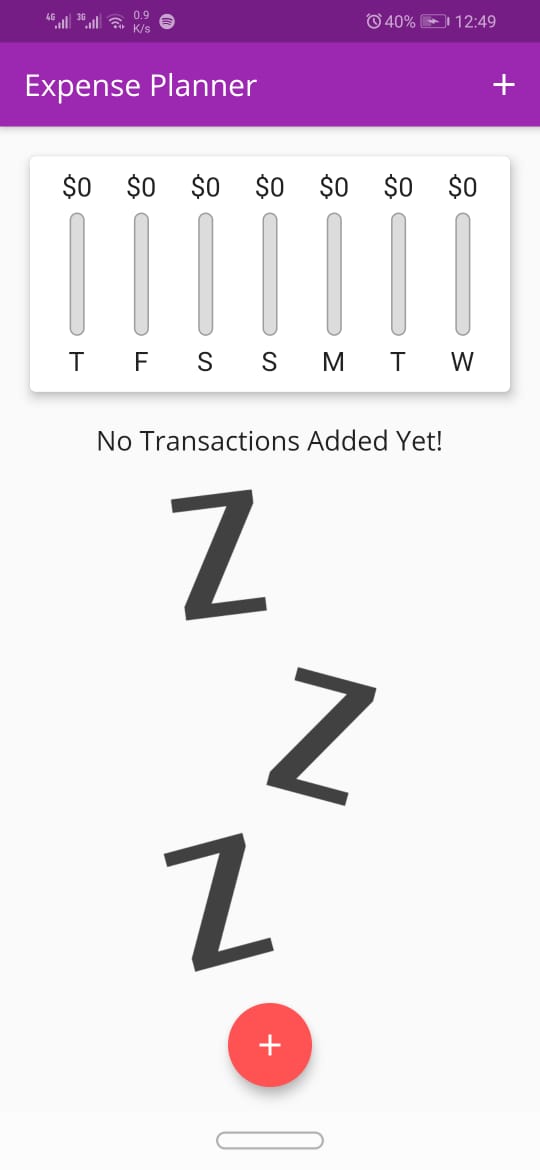 4G 3G 0.9 K/s 40% 12:49
Expense Planner +
$0 $0 $0 $0 $0 $0 $0
T F S S M T W
No Transactions Added Yet!
Z
Z
Z
+